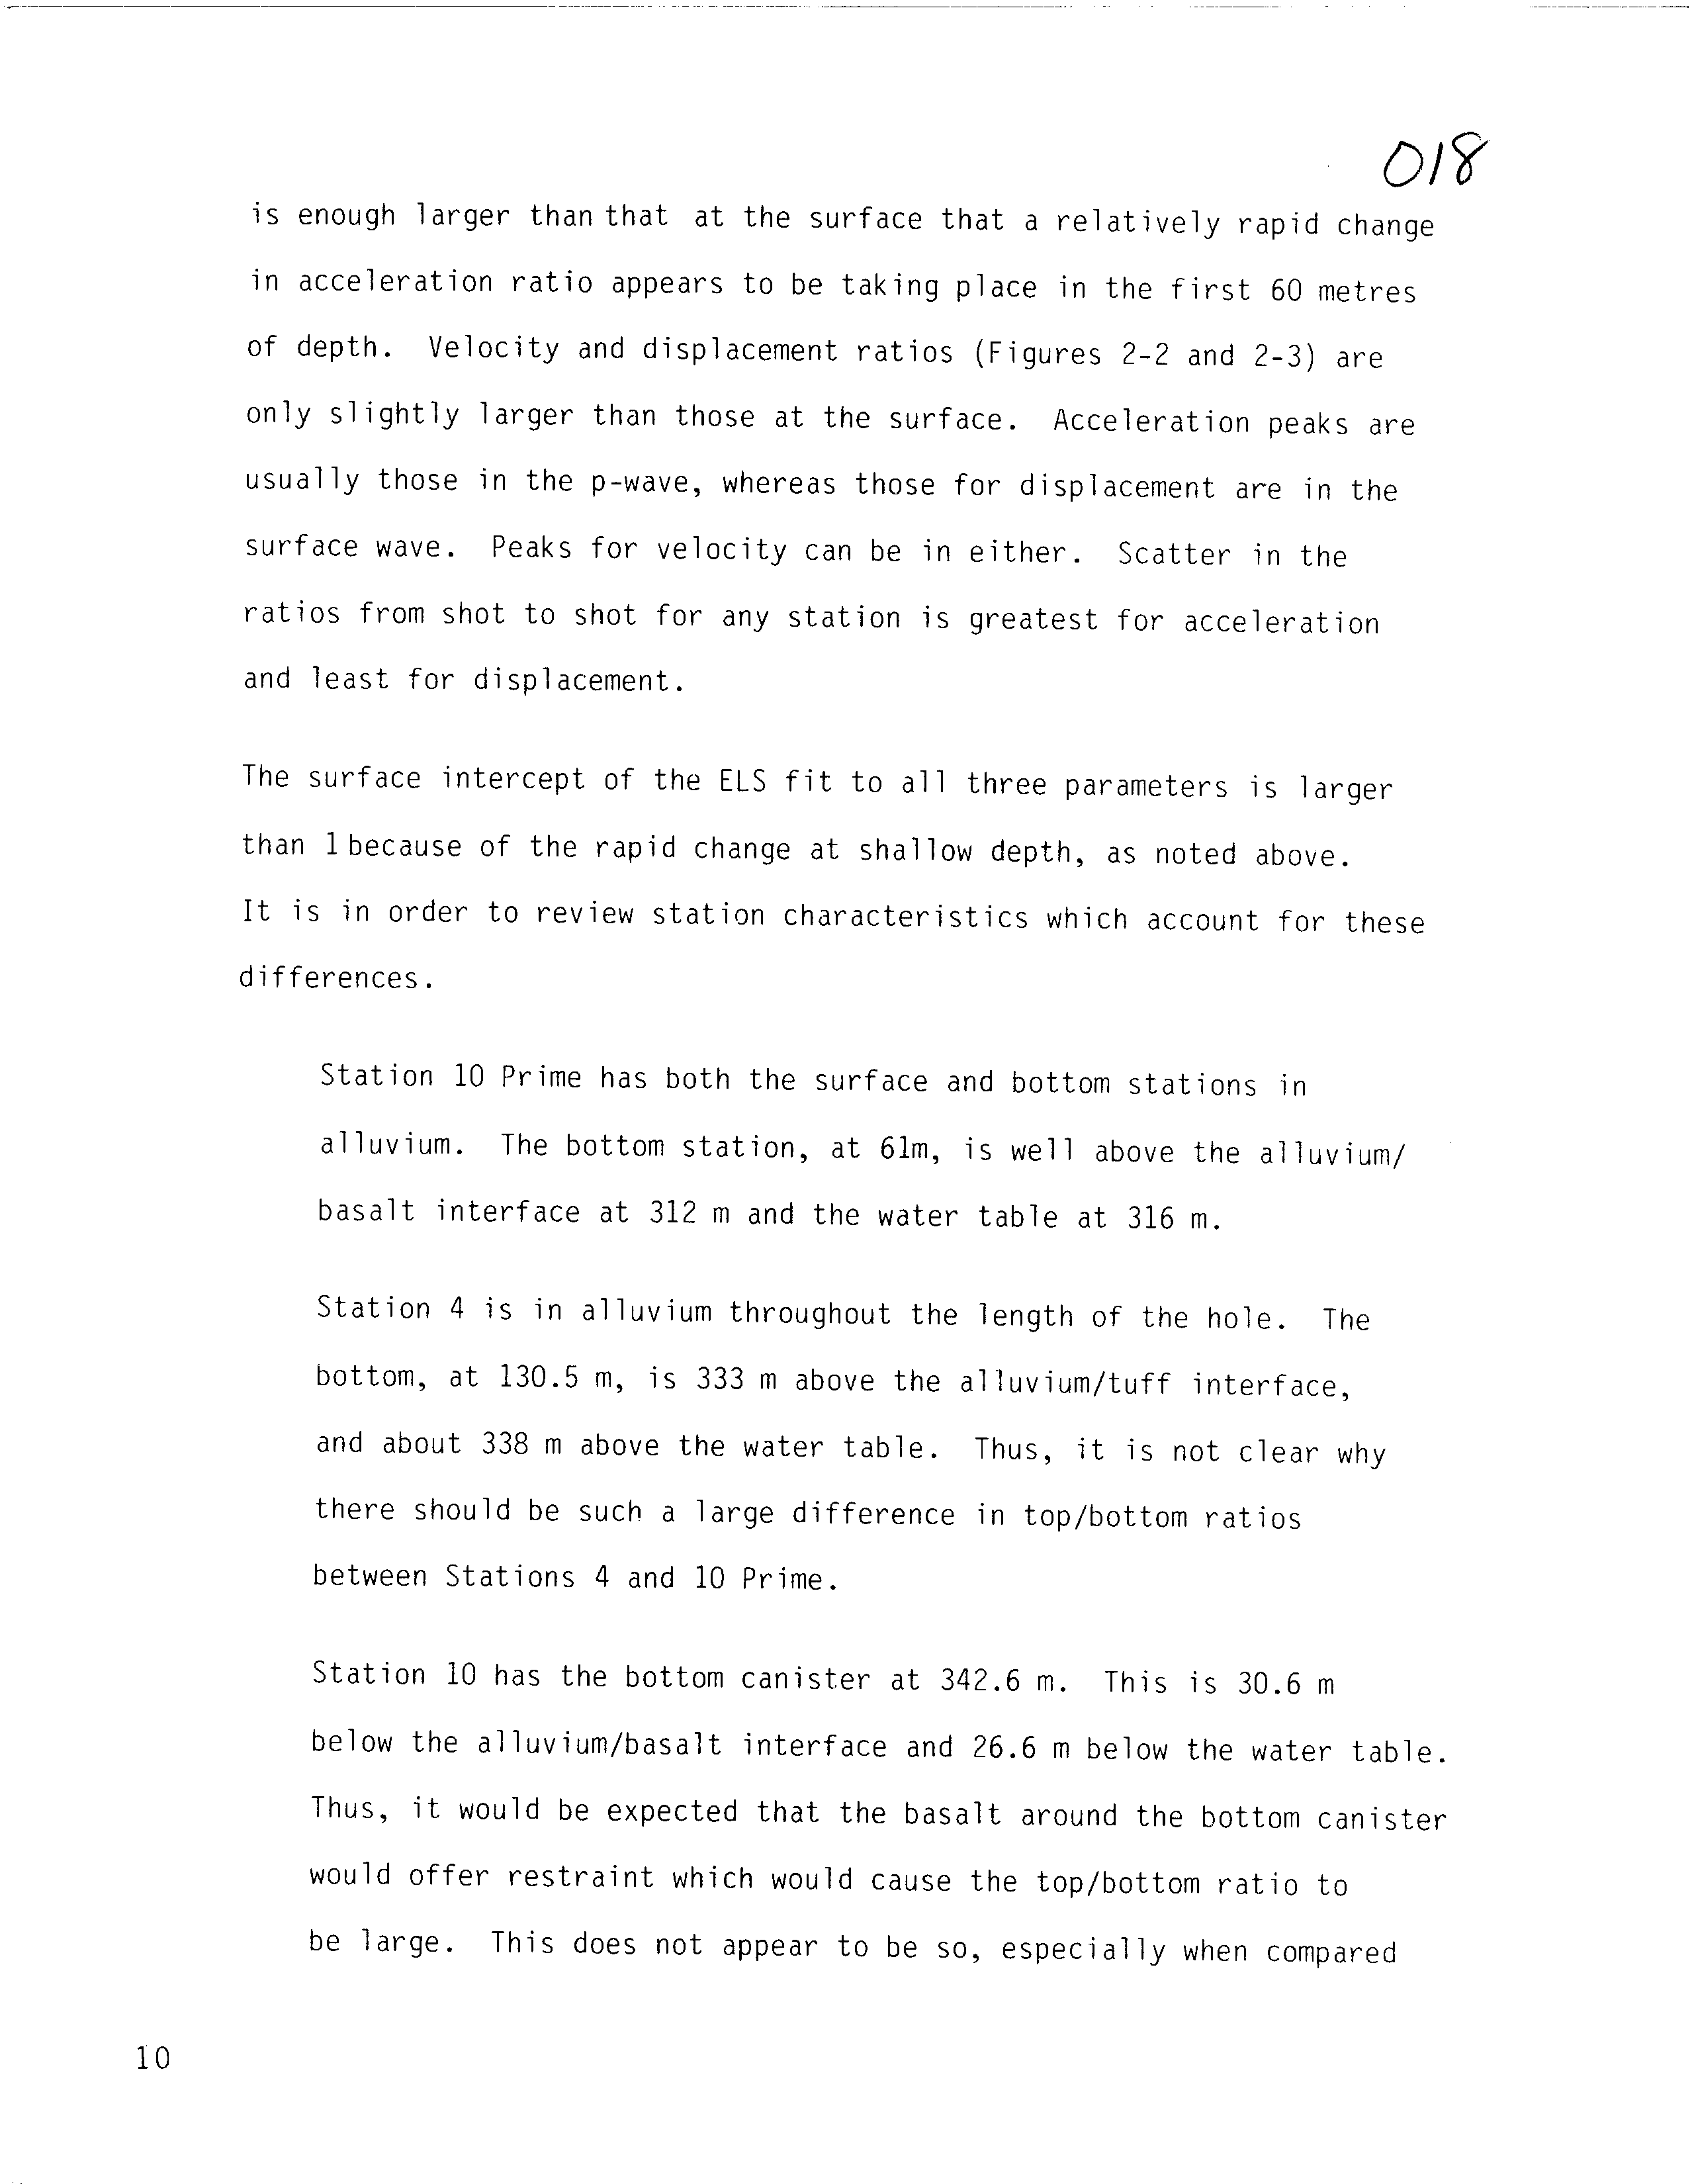 018
is enough larger than that at the surface that a relatively rapid change
in acceleration ratio appears to be taking place in the first 60 metres
of depth. Velocity and displacement ratios (Figures 2-2 and 2-3) are
only slightly larger than those at the surface. Acceleration peaks are
usually those in the p-wave, whereas those for displacement are in the
surface wave. Peaks for velocity can be in either. Scatter in the
ratios from shot to shot for any station is greatest for acceleration
and least for displacement.
The surface intercept of the ELS fit to all three parameters is larger
than 1 because of the rapid change at shallow depth, as noted above.
It is in order to review station characteristics which account for these
differences.
Station 10 Prime has both the surface and bottom stations in
alluvium. The bottom station, at 61m, is well above the alluvium/
basalt interface at 312 m and the water table at 316 m.
Station 4 is in alluvium throughout the length of the hole. The
bottom, at 130.5 m, is 333 m above the alluvium/tuff interface,
and about 338 m above the water table. Thus, it is not clear why
there should be such a large difference in top/bottom ratios
between Stations 4 and 10 Prime.
Station 10 has the bottom canister at 342.6 m. This is 30.6 m
below the alluvium/basalt interface and 26.6 m below the water table.
Thus, it would be expected that the basalt around the bottom canister
would offer restraint which would cause the top/bottom ratio to
be large. This does not appear to be so, especially when compared
10